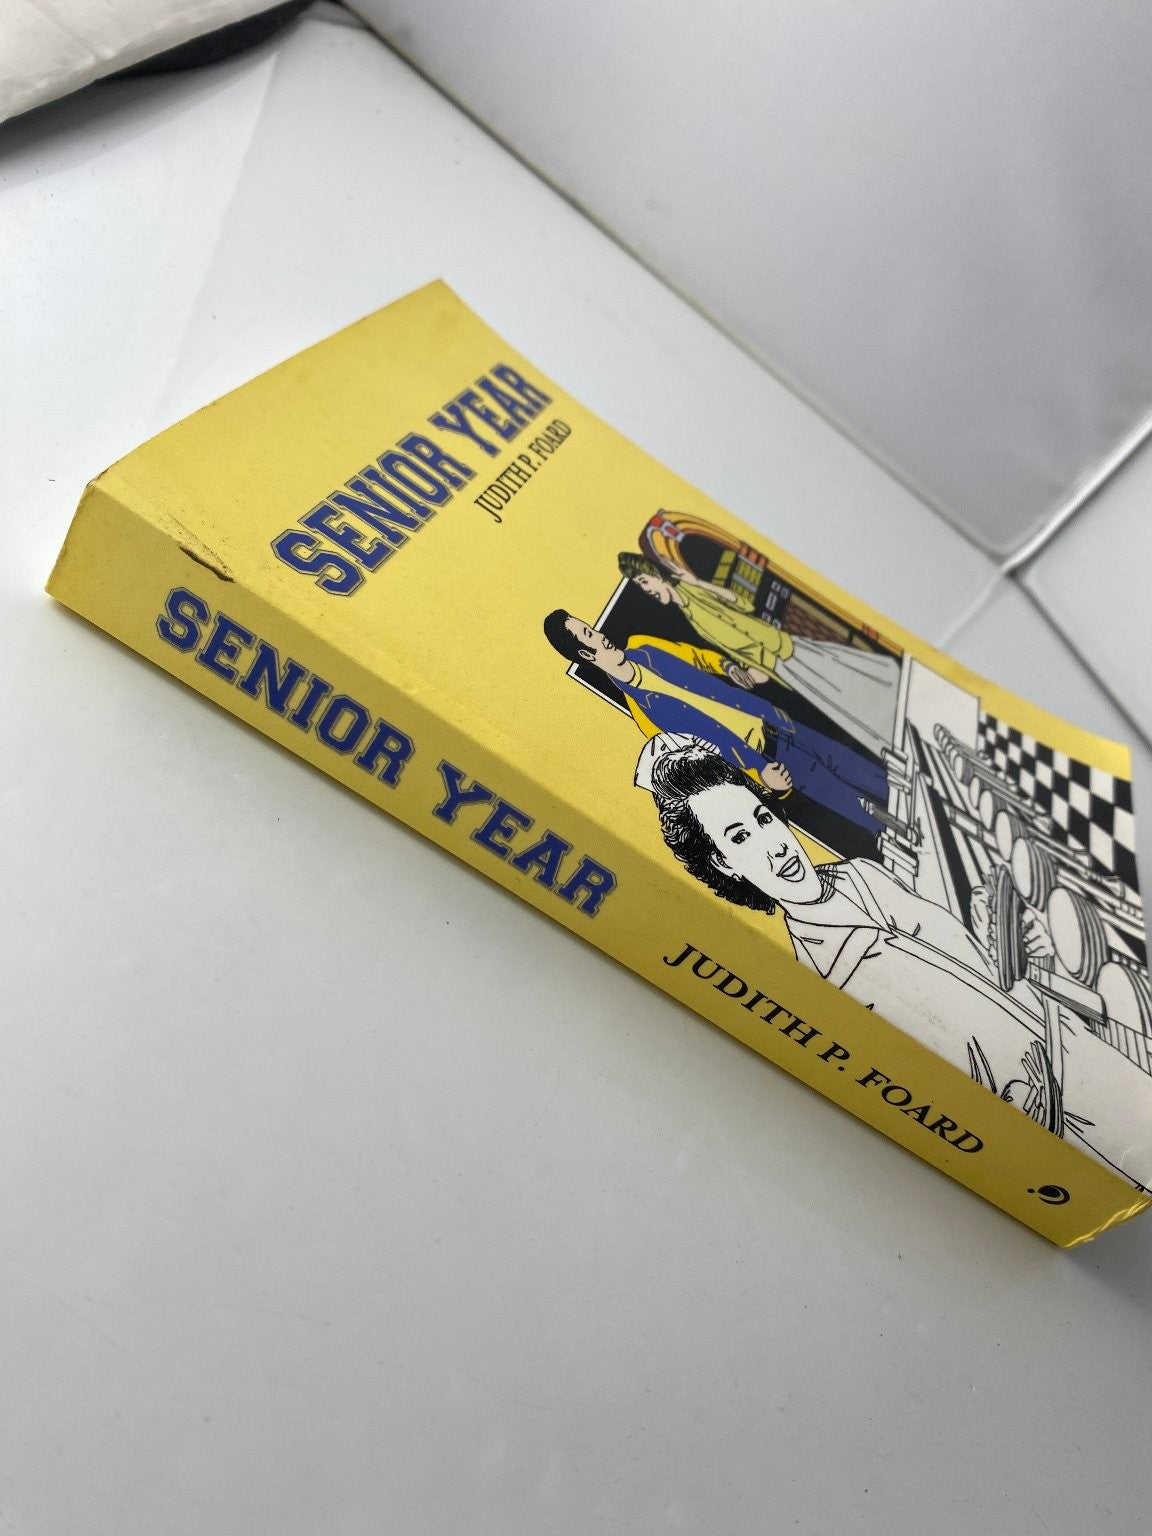 SENIOR YEAR
JUDITH P. FOARD
SENIOR YEAR JUDITH P. FOARD